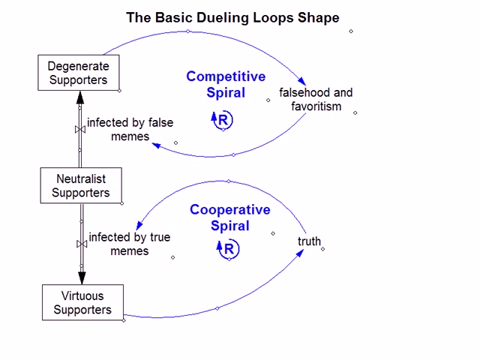 The Basic Dueling Loops Shape
Degenerate
Supporters
Competitive
Spiral
R
falsehood and
favoritism
infected by false
memes
Neutralist
Supporters
Cooperative
Spiral
R
infected by true
memes
truth
Virtuous
Supporters